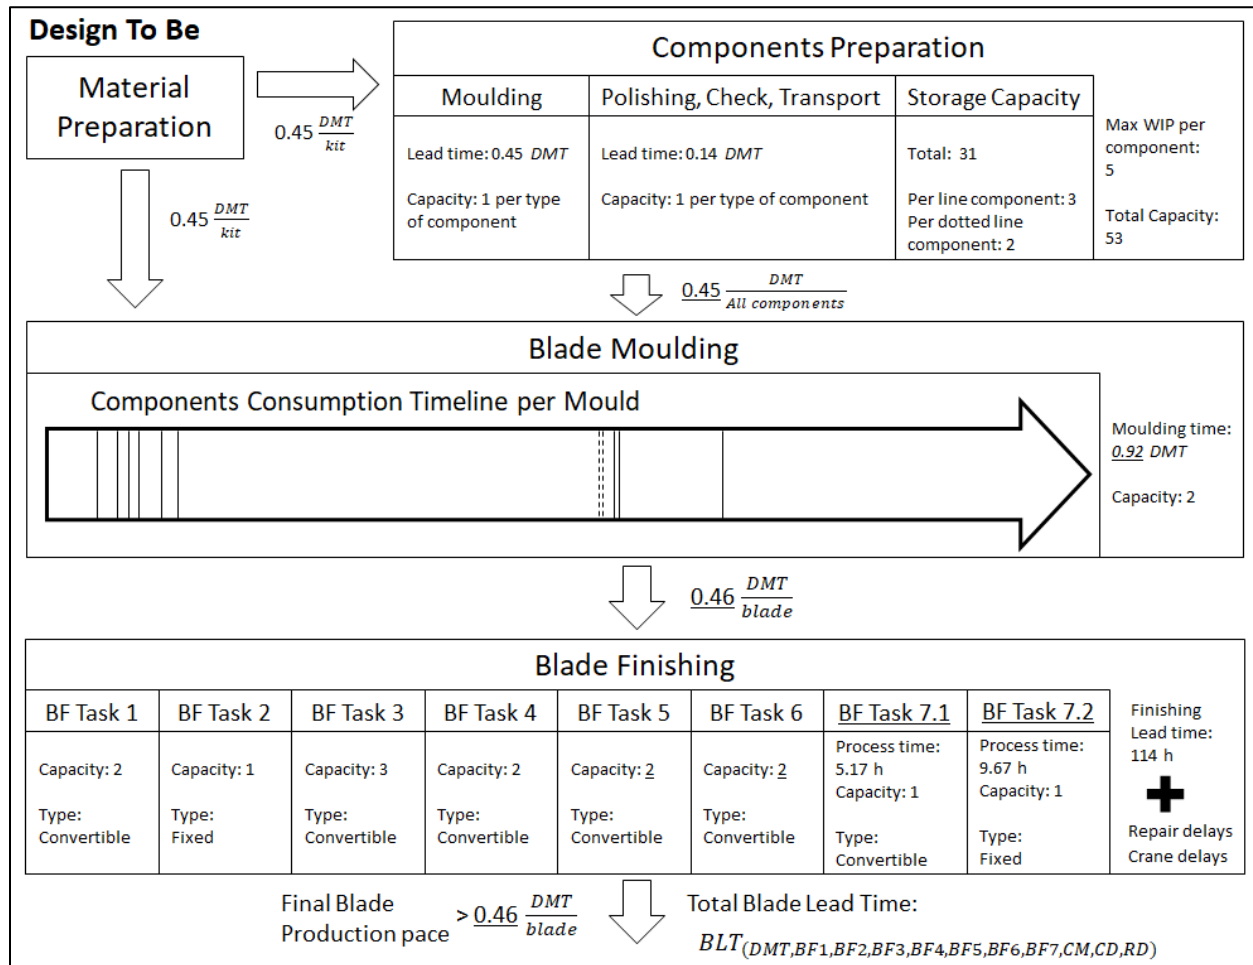 Design To Be
Material
Preparation
0.45 DMT/kit
0.45 DMT/kit
Components Preparation
Moulding
Lead time: 0.45 DMT
Capacity: 1 per type
of component
Polishing, Check, Transport
Lead time: 0.14 DMT
Capacity: 1 per type of component
Storage Capacity
Total: 31
Per line component: 3
Per dotted line
component: 2
Max WIP per
component:
5
Total Capacity:
53
0.45 DMT/All components
Blade Moulding
Components Consumption Timeline per Mould
Moulding time:
0.92 DMT
Capacity: 2
0.46 DMT/blade
Blade Finishing
BF Task 1
Capacity: 2
Type:
Convertible
BF Task 2
Capacity: 1
Type:
Fixed
BF Task 3
Capacity: 3
Type:
Convertible
BF Task 4
Capacity: 2
Type:
Convertible
BF Task 5
Capacity: 2
Type:
Convertible
BF Task 6
Capacity: 2
Type:
Convertible
BF Task 7.1
Process time:
5.17 h
Capacity: 1
Type:
Convertible
BF Task 7.2
Process time:
9.67 h
Capacity: 1
Type:
Fixed
Finishing
Lead time:
114 h
Repair delays
Crane delays
Final Blade
Production pace
> 0.46 DMT/blade
Total Blade Lead Time:
BLT(DMT,BF1,BF2,BF3,BF4,BF5,BF6,BF7,CM,CD,RD)